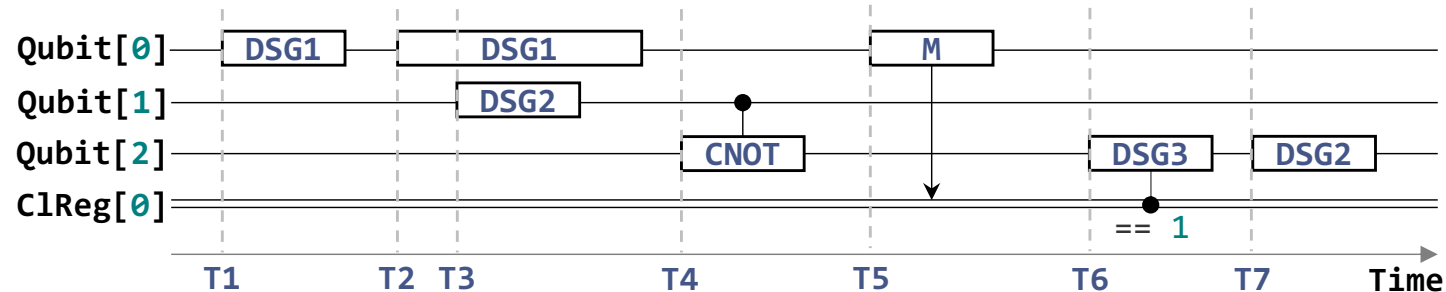 Qubit[0] DSG1 DSG1 M
Qubit[1] DSG2
Qubit[2] CNOT DSG3 DSG2
ClReg[0]
== 1
T1 T2 T3 T4 T5 T6 T7 Time